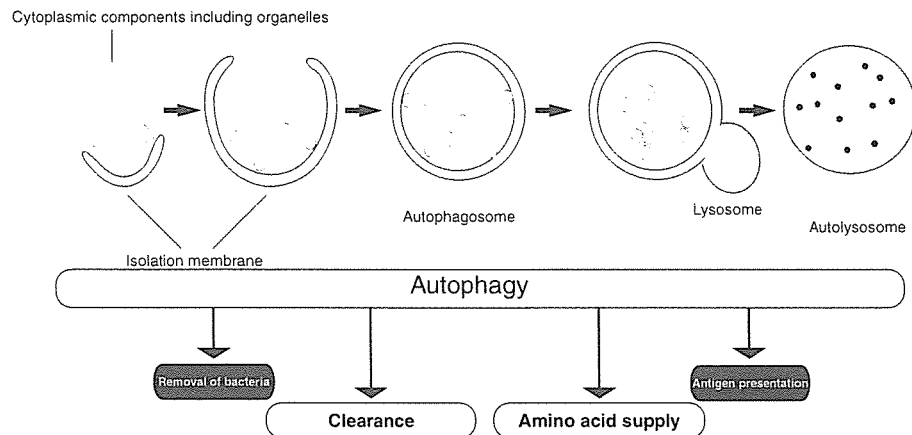 Cytoplasmic components including organelles
Autophagosome
Lysosome
Autolysosome
Isolation membrane
Autophagy
Removal of bacteria
Antigen presentation
Clearance
Amino acid supply